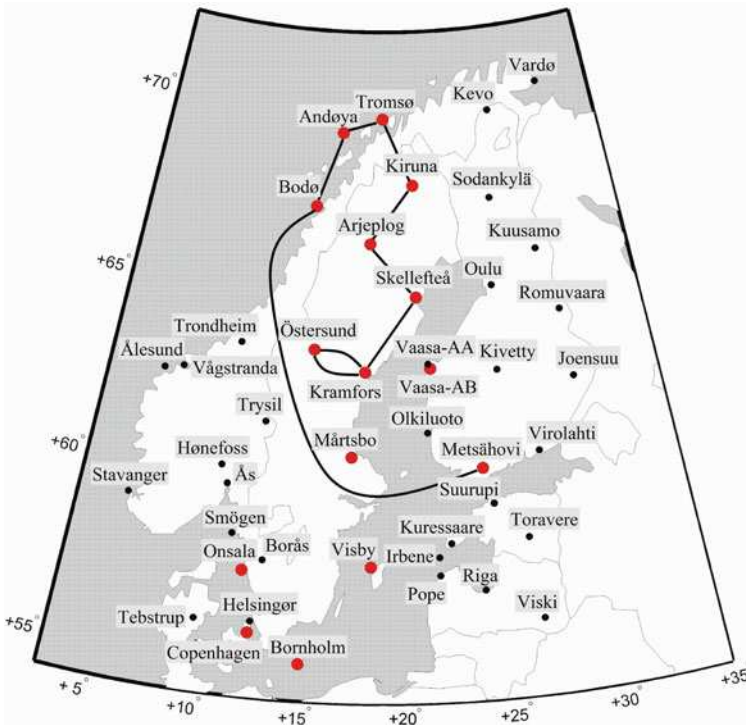 Vardø
+70°
Kevo
Tromsø
Andøya
Kiruna
Sodankylä
Bodø
Arjeplog
Kuusamo
+65°
Skellefteå
Oulu
Romuvaara
Trondheim
Östersund
Ålesund
Vaasa-AA
Kivetty
Joensuu
Vågstranda
Kramfors
Vaasa-AB
Trysil
Olkiluoto
+60°
Mårtsbo
Metsähovi
Virolahti
Hønefoss
Stavanger
Ås
Suurupi
Smögen
Kuressaare
Toravere
Onsala
Borås
Visby
Irbene
Pope
Riga
+55°
Tebstrup
Helsingør
Viski
Copenhagen
Bornholm
+ 5°
+10°
+15°
+20°
+25°
+30°
+35